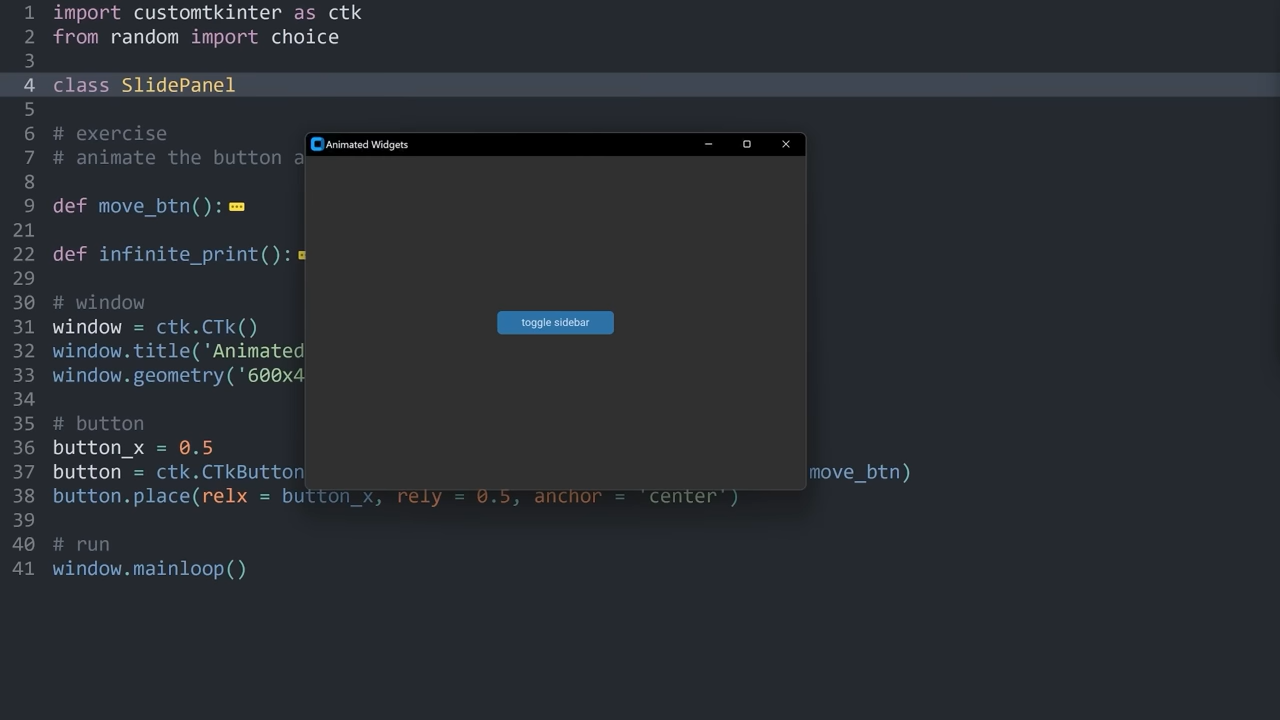 1 import customtkinter as ctk
2 from random import choice
3
4 class SlidePanel
5
6 # exercise
7 # animate the button a
8
9 def move_btn():
21
22 def infinite_print():
29
30 # window
31 window = ctk.CTk()
32 window.title('Animated
33 window.geometry('600x4
34
35 # button
36 button_x = 0.5
37 button = ctk.CTkButton move_btn)
38 button.place(relx = button_x, rely = 0.5, anchor = 'center')
39
40 # run
41 window.mainloop()
Animated Widgets
toggle sidebar